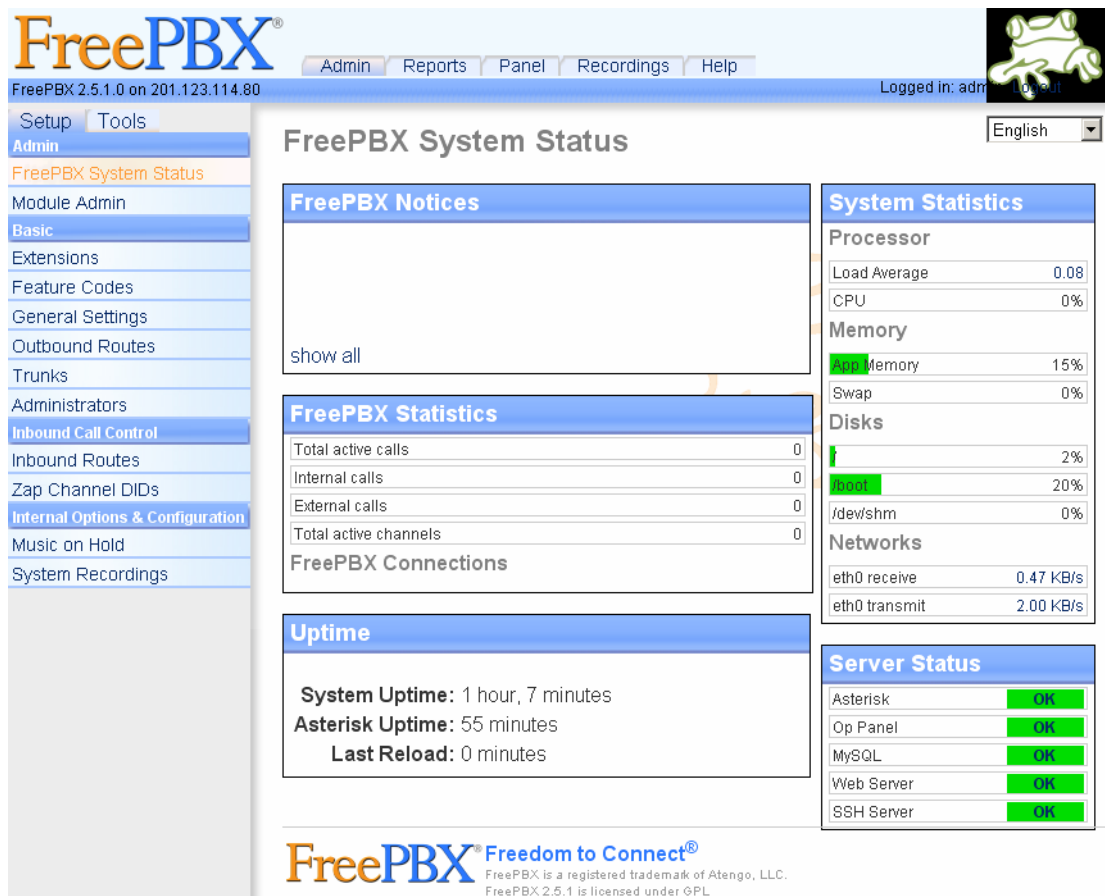 FreePBX®
Admin Reports Panel Recordings Help
FreePBX 2.5.1.0 on 201.123.114.80
Logged in: Logout
Setup Tools
English
Admin
FreePBX System Status
Module Admin
Basic
Extensions
Feature Codes
General Settings
Outbound Routes
Trunks
Administrators
Inbound Call Control
Inbound Routes
Zap Channel DIDs
Internal Options & Configuration
Music on Hold
System Recordings
FreePBX System Status
FreePBX Notices
show all
FreePBX Statistics
Total active calls 0
Internal calls 0
External calls 0
Total active channels 0
FreePBX Connections
Uptime
System Uptime: 1 hour, 7 minutes
Asterisk Uptime: 55 minutes
Last Reload: 0 minutes
System Statistics
Processor
Load Average 0.08
CPU 0%
Memory
App Memory 15%
Swap 0%
Disks
/ 2%
/boot 20%
/dev/shm 0%
Networks
eth0 receive 0.47 KB/s
eth0 transmit 2.00 KB/s
Server Status
Asterisk OK
Op Panel OK
MySQL OK
Web Server OK
SSH Server OK
FreePBX®
Freedom to Connect®
FreePBX is a registered trademark of Atengo, LLC.
FreePBX 2.5.1 is licensed under GPL